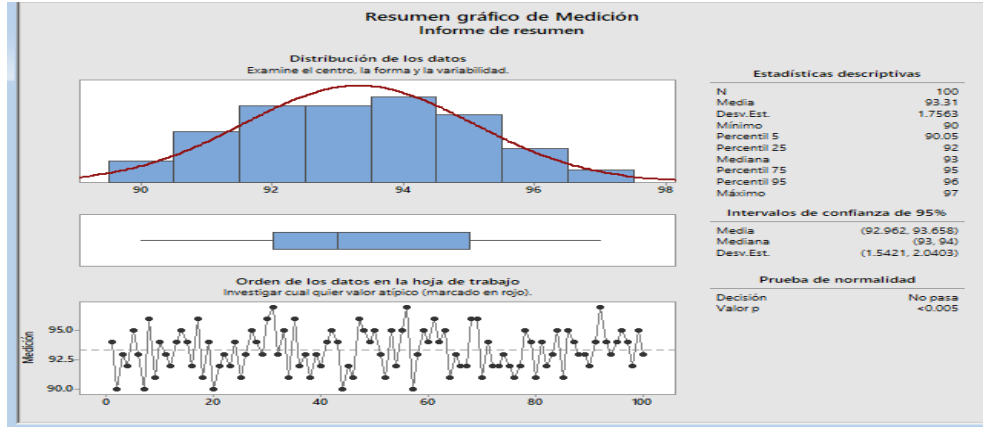 Resumen gráfico de Medición
Informe de resumen
Distribución de los datos
Examine el centro, la forma y la variabilidad.
90 92 94 96 98
Orden de los datos en la hoja de trabajo
Investigar cual quier valor atípico (marcado en rojo).
Medición
95.0
92.5
90.0
0 20 40 60 80 100
Estadísticas descriptivas
N 100
Media 93.31
Desv.Est. 1.7563
Mínimo 90
Percentil 5 90.05
Percentil 25 92
Mediana 93
Percentil 75 95
Percentil 95 96
Máximo 97
Intervalos de confianza de 95%
Media (92.962, 93.658)
Mediana (93, 94)
Desv.Est. (1.5421, 2.0403)
Prueba de normalidad
Decisión No pasa
Valor p <0.005